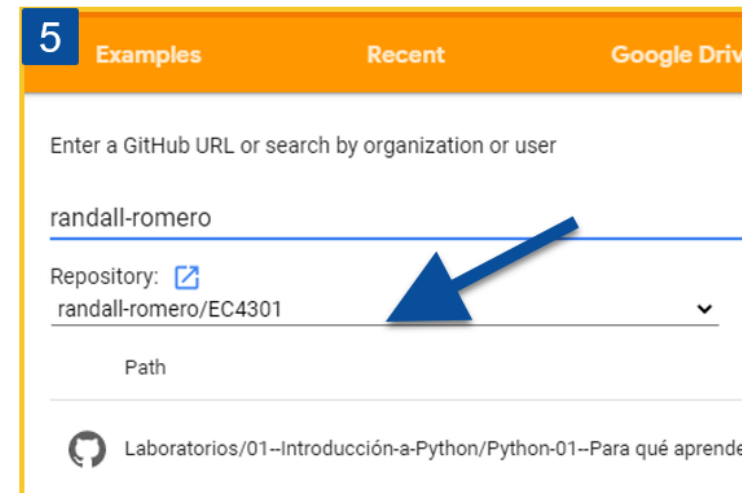 5
Examples Recent Google Driv
Enter a GitHub URL or search by organization or user
randall-romero
Repository:
randall-romero/EC4301
Path
Laboratorios/01--Introducción-a-Python/Python-01--Para qué aprende